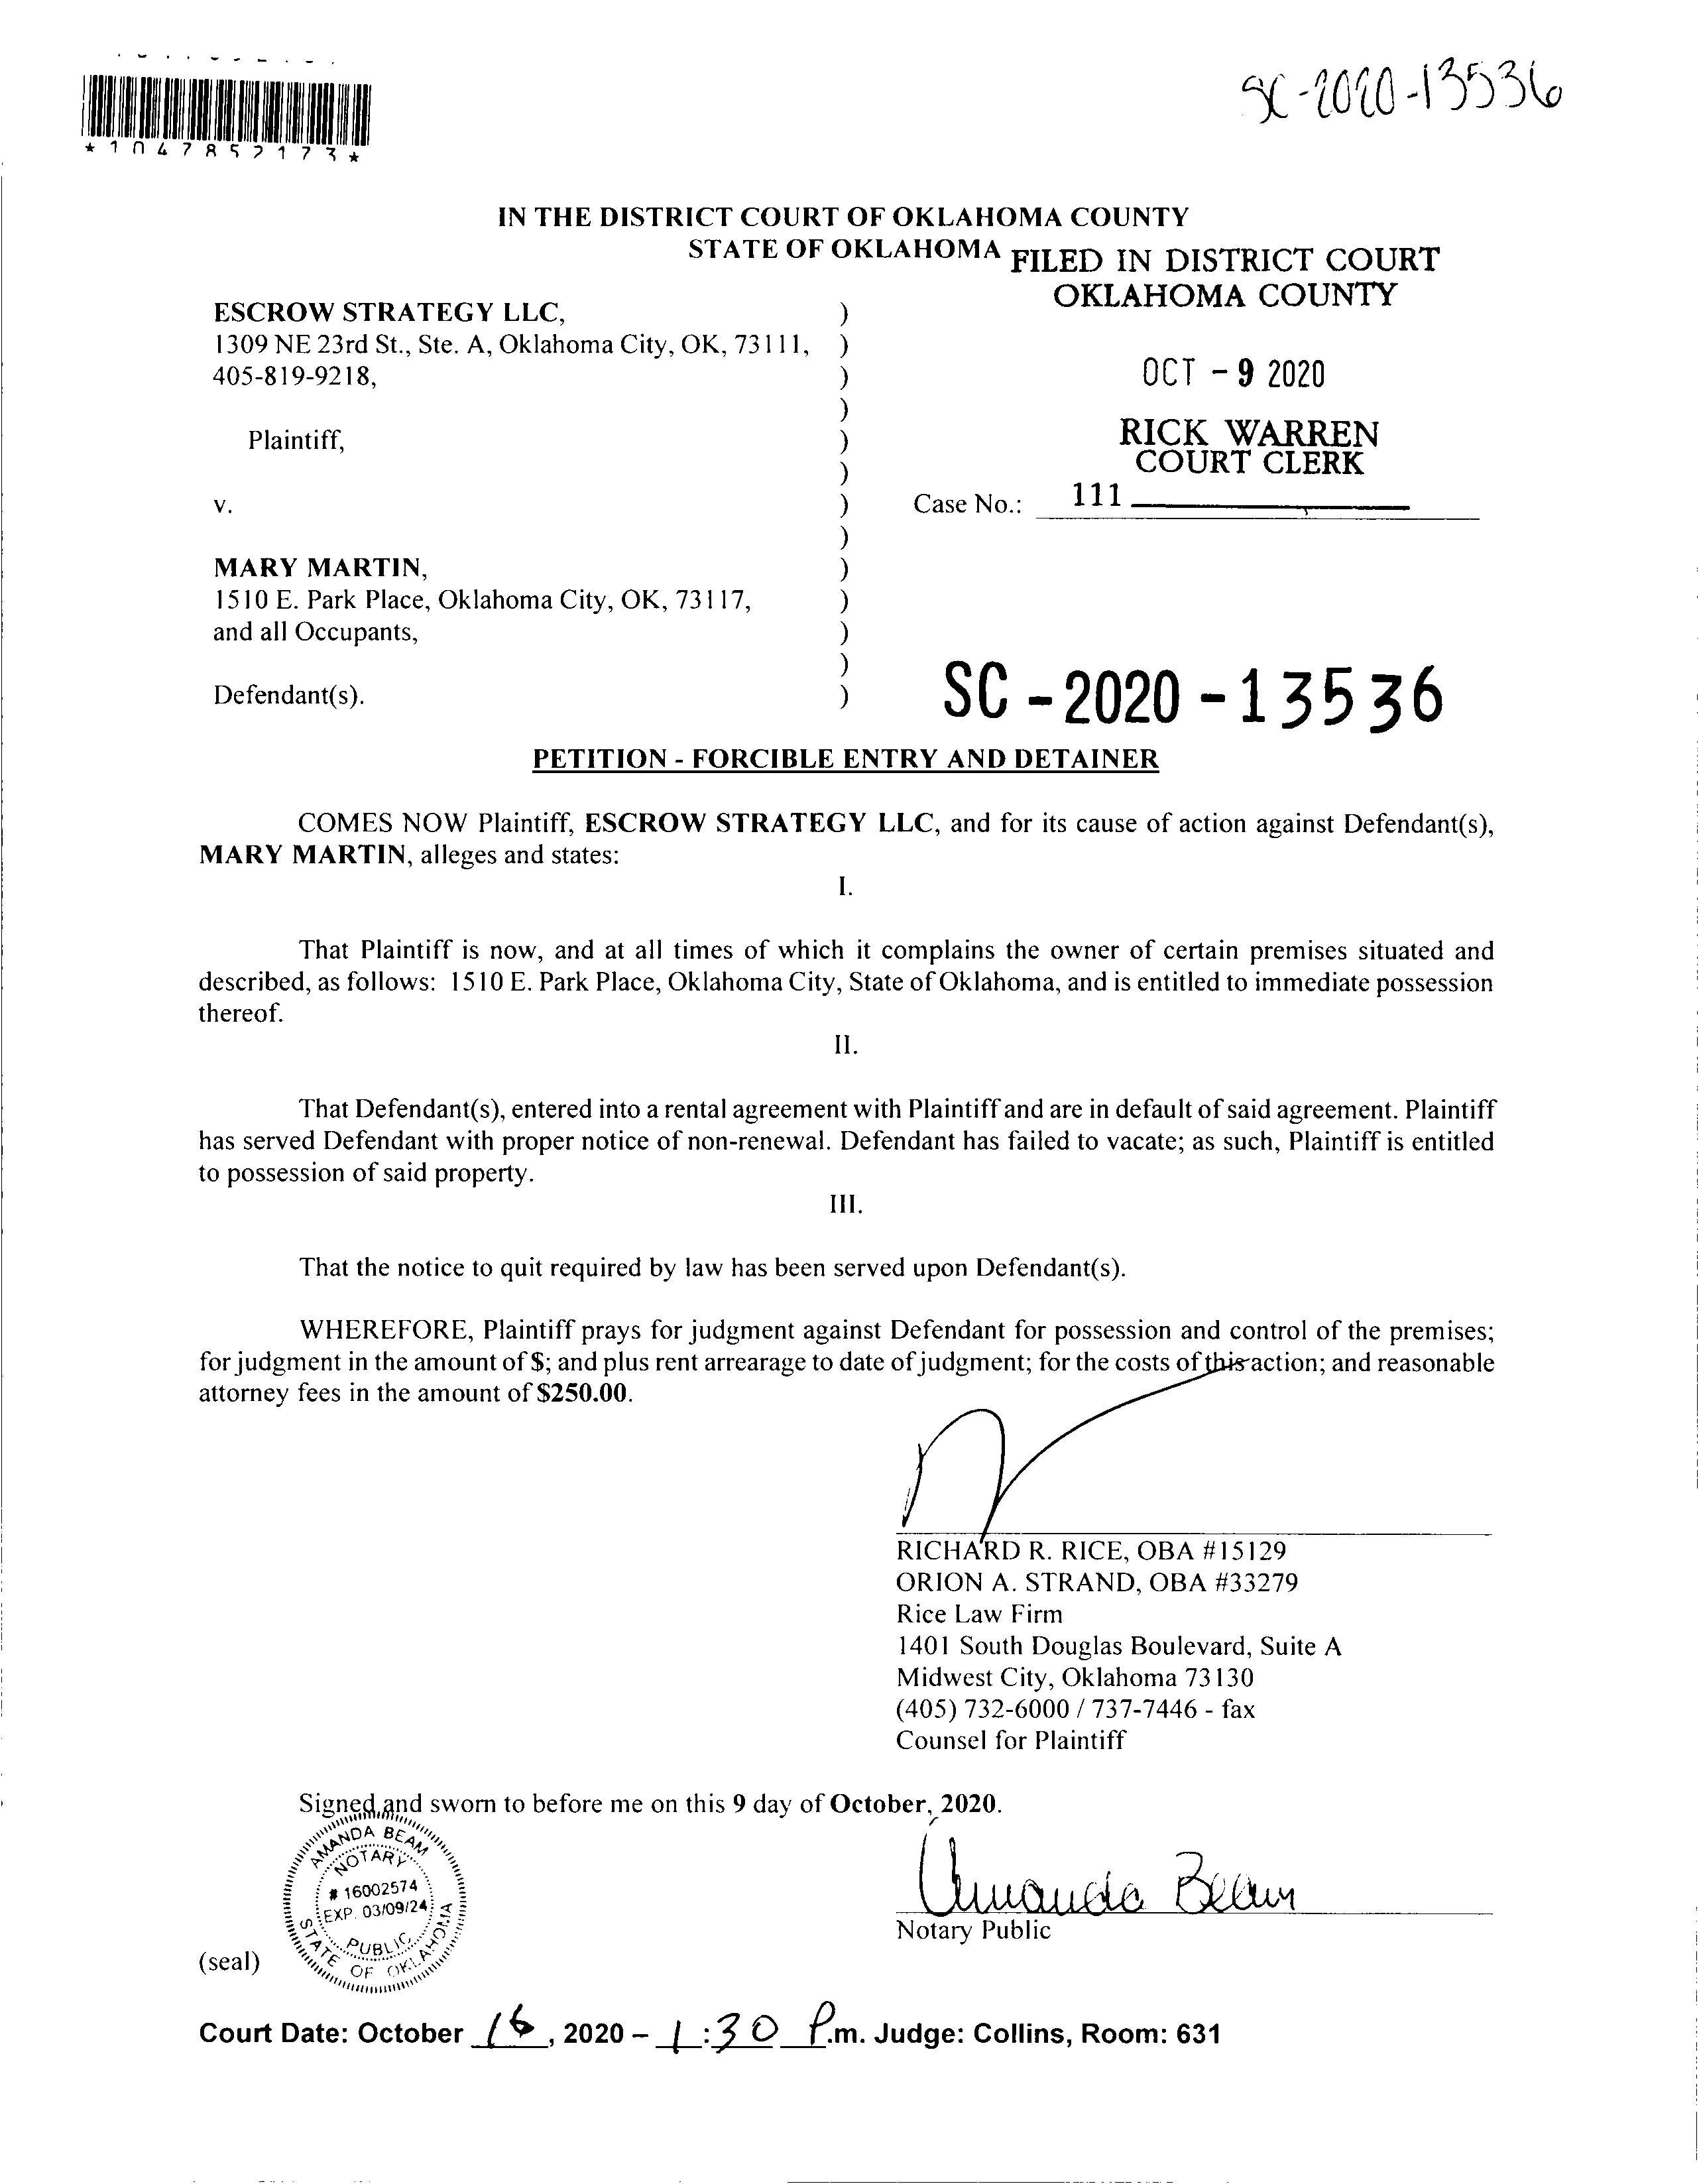 SC-2020-13536
*1047852173*
IN THE DISTRICT COURT OF OKLAHOMA COUNTY
STATE OF OKLAHOMA
FILED IN DISTRICT COURT
OKLAHOMA COUNTY
ESCROW STRATEGY LLC, )
1309 NE 23rd St., Ste. A, Oklahoma City, OK, 73111, )
405-819-9218, )
OCT - 9 2020
)
Plaintiff, )
RICK WARREN
COURT CLERK
)
v. )
Case No.: 111
)
MARY MARTIN, )
1510 E. Park Place, Oklahoma City, OK, 73117, )
and all Occupants, )
)
Defendant(s). )
SC - 2020 - 13536
PETITION - FORCIBLE ENTRY AND DETAINER
COMES NOW Plaintiff, ESCROW STRATEGY LLC, and for its cause of action against Defendant(s),
MARY MARTIN, alleges and states:
I.
That Plaintiff is now, and at all times of which it complains the owner of certain premises situated and
described, as follows: 1510 E. Park Place, Oklahoma City, State of Oklahoma, and is entitled to immediate possession
thereof.
II.
That Defendant(s), entered into a rental agreement with Plaintiff and are in default of said agreement. Plaintiff
has served Defendant with proper notice of non-renewal. Defendant has failed to vacate; as such, Plaintiff is entitled
to possession of said property.
III.
That the notice to quit required by law has been served upon Defendant(s).
WHEREFORE, Plaintiff prays for judgment against Defendant for possession and control of the premises;
for judgment in the amount of $; and plus rent arrearage to date of judgment; for the costs of this action; and reasonable
attorney fees in the amount of $250.00.
RICHARD R. RICE, OBA #15129
ORION A. STRAND, OBA #33279
Rice Law Firm
1401 South Douglas Boulevard, Suite A
Midwest City, Oklahoma 73130
(405) 732-6000 / 737-7446 - fax
Counsel for Plaintiff
Signed and sworn to before me on this 9 day of October, 2020.
AMANDA BEAM
NOTARY
# 16002574
EXP. 03/09/24
PUBLIC
STATE OF OKLAHOMA
Amanda Beam
Notary Public
(seal)
Court Date: October 16, 2020 – 1:30 P.m. Judge: Collins, Room: 631